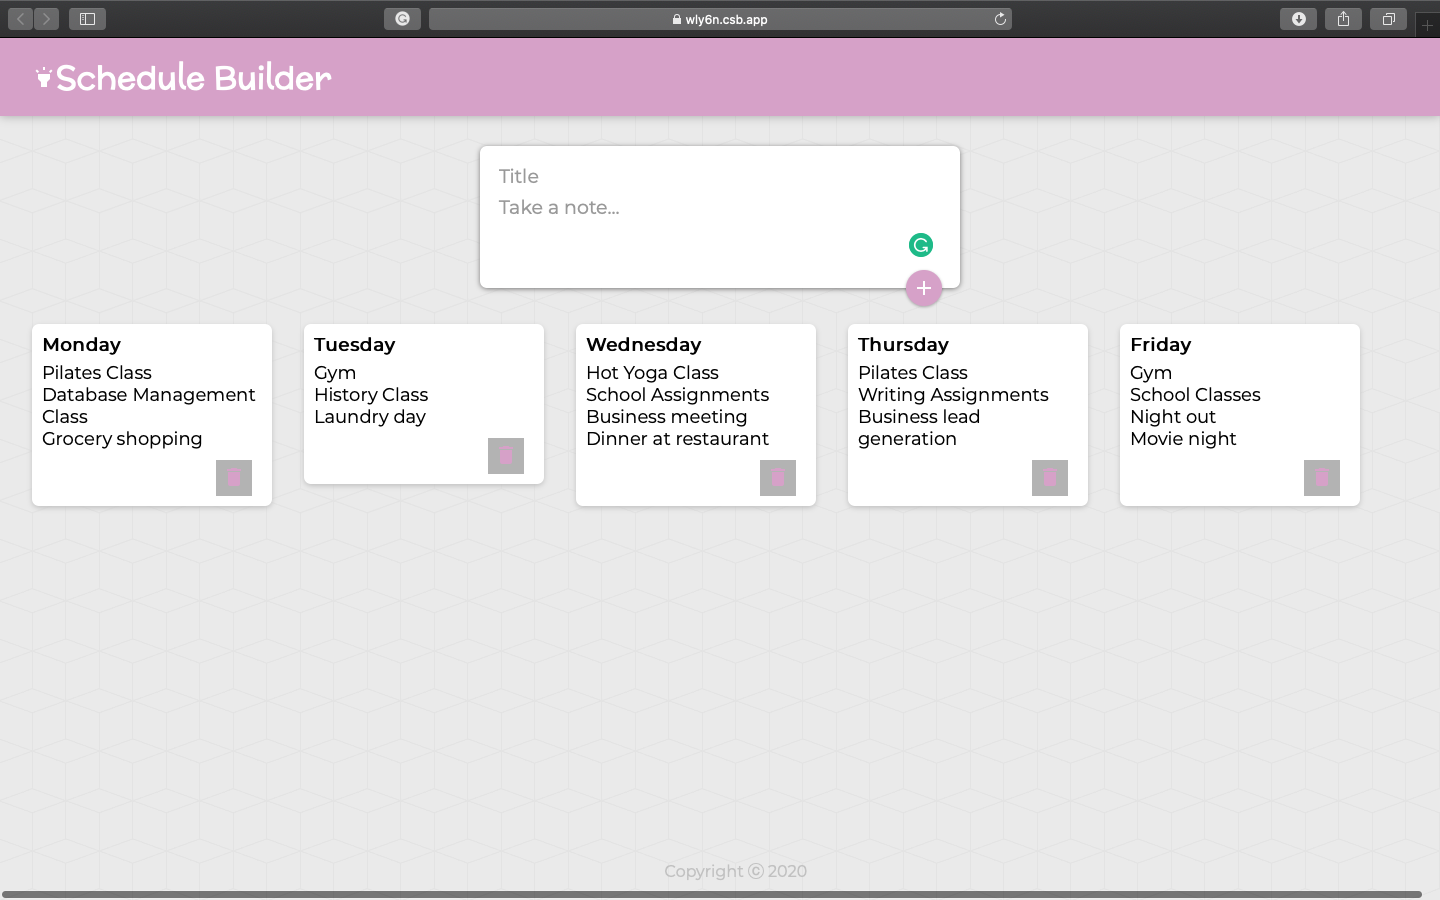 wly6n.csb.app
Schedule Builder
Title
Take a note...
Monday
Pilates Class
Database Management
Class
Grocery shopping
Tuesday
Gym
History Class
Laundry day
Wednesday
Hot Yoga Class
School Assignments
Business meeting
Dinner at restaurant
Thursday
Pilates Class
Writing Assignments
Business lead
generation
Friday
Gym
School Classes
Night out
Movie night
Copyright ⓒ 2020